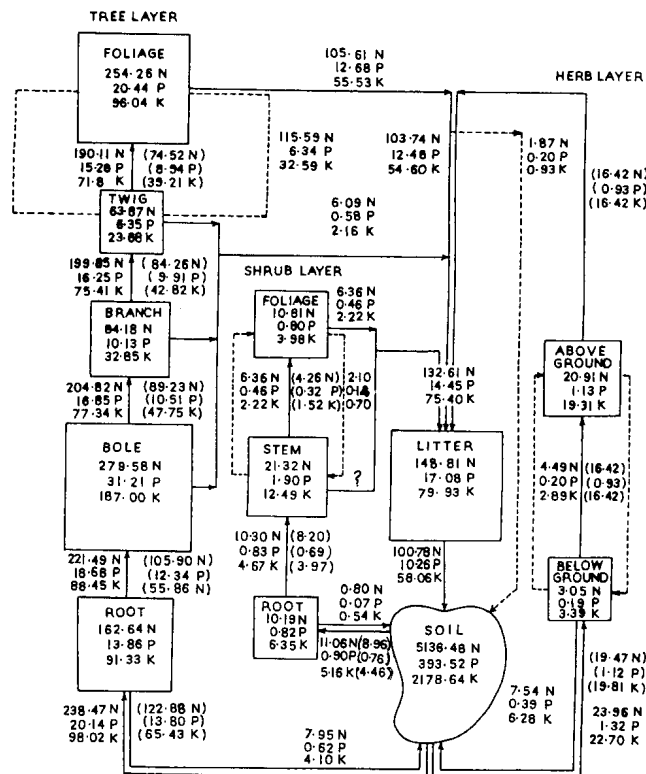 TREE LAYER
FOLIAGE
254.26 N
20.44 P
96.04 K
105.61 N
12.68 P
55.53 K
HERB LAYER
190.11 N (74.52 N)
15.28 P (8.94 P)
71.8 K (39.21 K)
115.59 N
6.34 P
32.59 K
103.74 N
12.48 P
54.60 K
1.87 N
0.20 P
0.93 K
(16.42 N)
(0.93 P)
(16.42 K)
TWIG
63.87 N
6.35 P
23.88 K
6.09 N
0.58 P
2.16 K
199.85 N (84.26 N)
16.25 P (9.91 P)
75.41 K (42.82 K)
SHRUB LAYER
BRANCH
84.18 N
10.13 P
32.85 K
FOLIAGE
10.81 N
0.80 P
3.98 K
6.36 N
0.46 P
2.22 K
204.82 N (89.23 N)
16.85 P (10.51 P)
77.34 K (47.75 K)
6.36 N (4.26 N) 2.10
0.46 P (0.32 P) 0.14
2.22 K (1.52 K) 0.70
132.61 N
14.45 P
75.40 K
ABOVE
GROUND
20.91 N
1.13 P
19.31 K
BOLE
279.58 N
31.21 P
187.00 K
STEM
21.32 N
1.90 P
12.49 K
?
LITTER
148.81 N
17.08 P
79.93 K
4.49 N (16.42)
0.20 P (0.93)
2.89 K (16.42)
221.49 N (105.90 N)
18.68 P (12.34 P)
88.45 K (55.86 K)
10.30 N (8.20)
0.83 P (0.69)
4.67 K (3.97)
100.78 N
10.26 P
58.06 K
BELOW
GROUND
3.05 N
0.19 P
3.39 K
ROOT
162.64 N
13.86 P
91.33 K
ROOT
10.19 N
0.82 P
6.35 K
0.80 N
0.07 P
0.54 K
11.06 N (8.96)
0.90 P (0.76)
5.16 K (4.46)
SOIL
5136.48 N
393.52 P
2178.64 K
(19.47 N)
(1.12 P)
(19.81 K)
238.47 N (122.88 N)
20.14 P (13.80 P)
98.02 K (65.43 K)
7.95 N
0.62 P
4.10 K
7.54 N
0.39 P
6.28 K
23.96 N
1.32 P
22.70 K